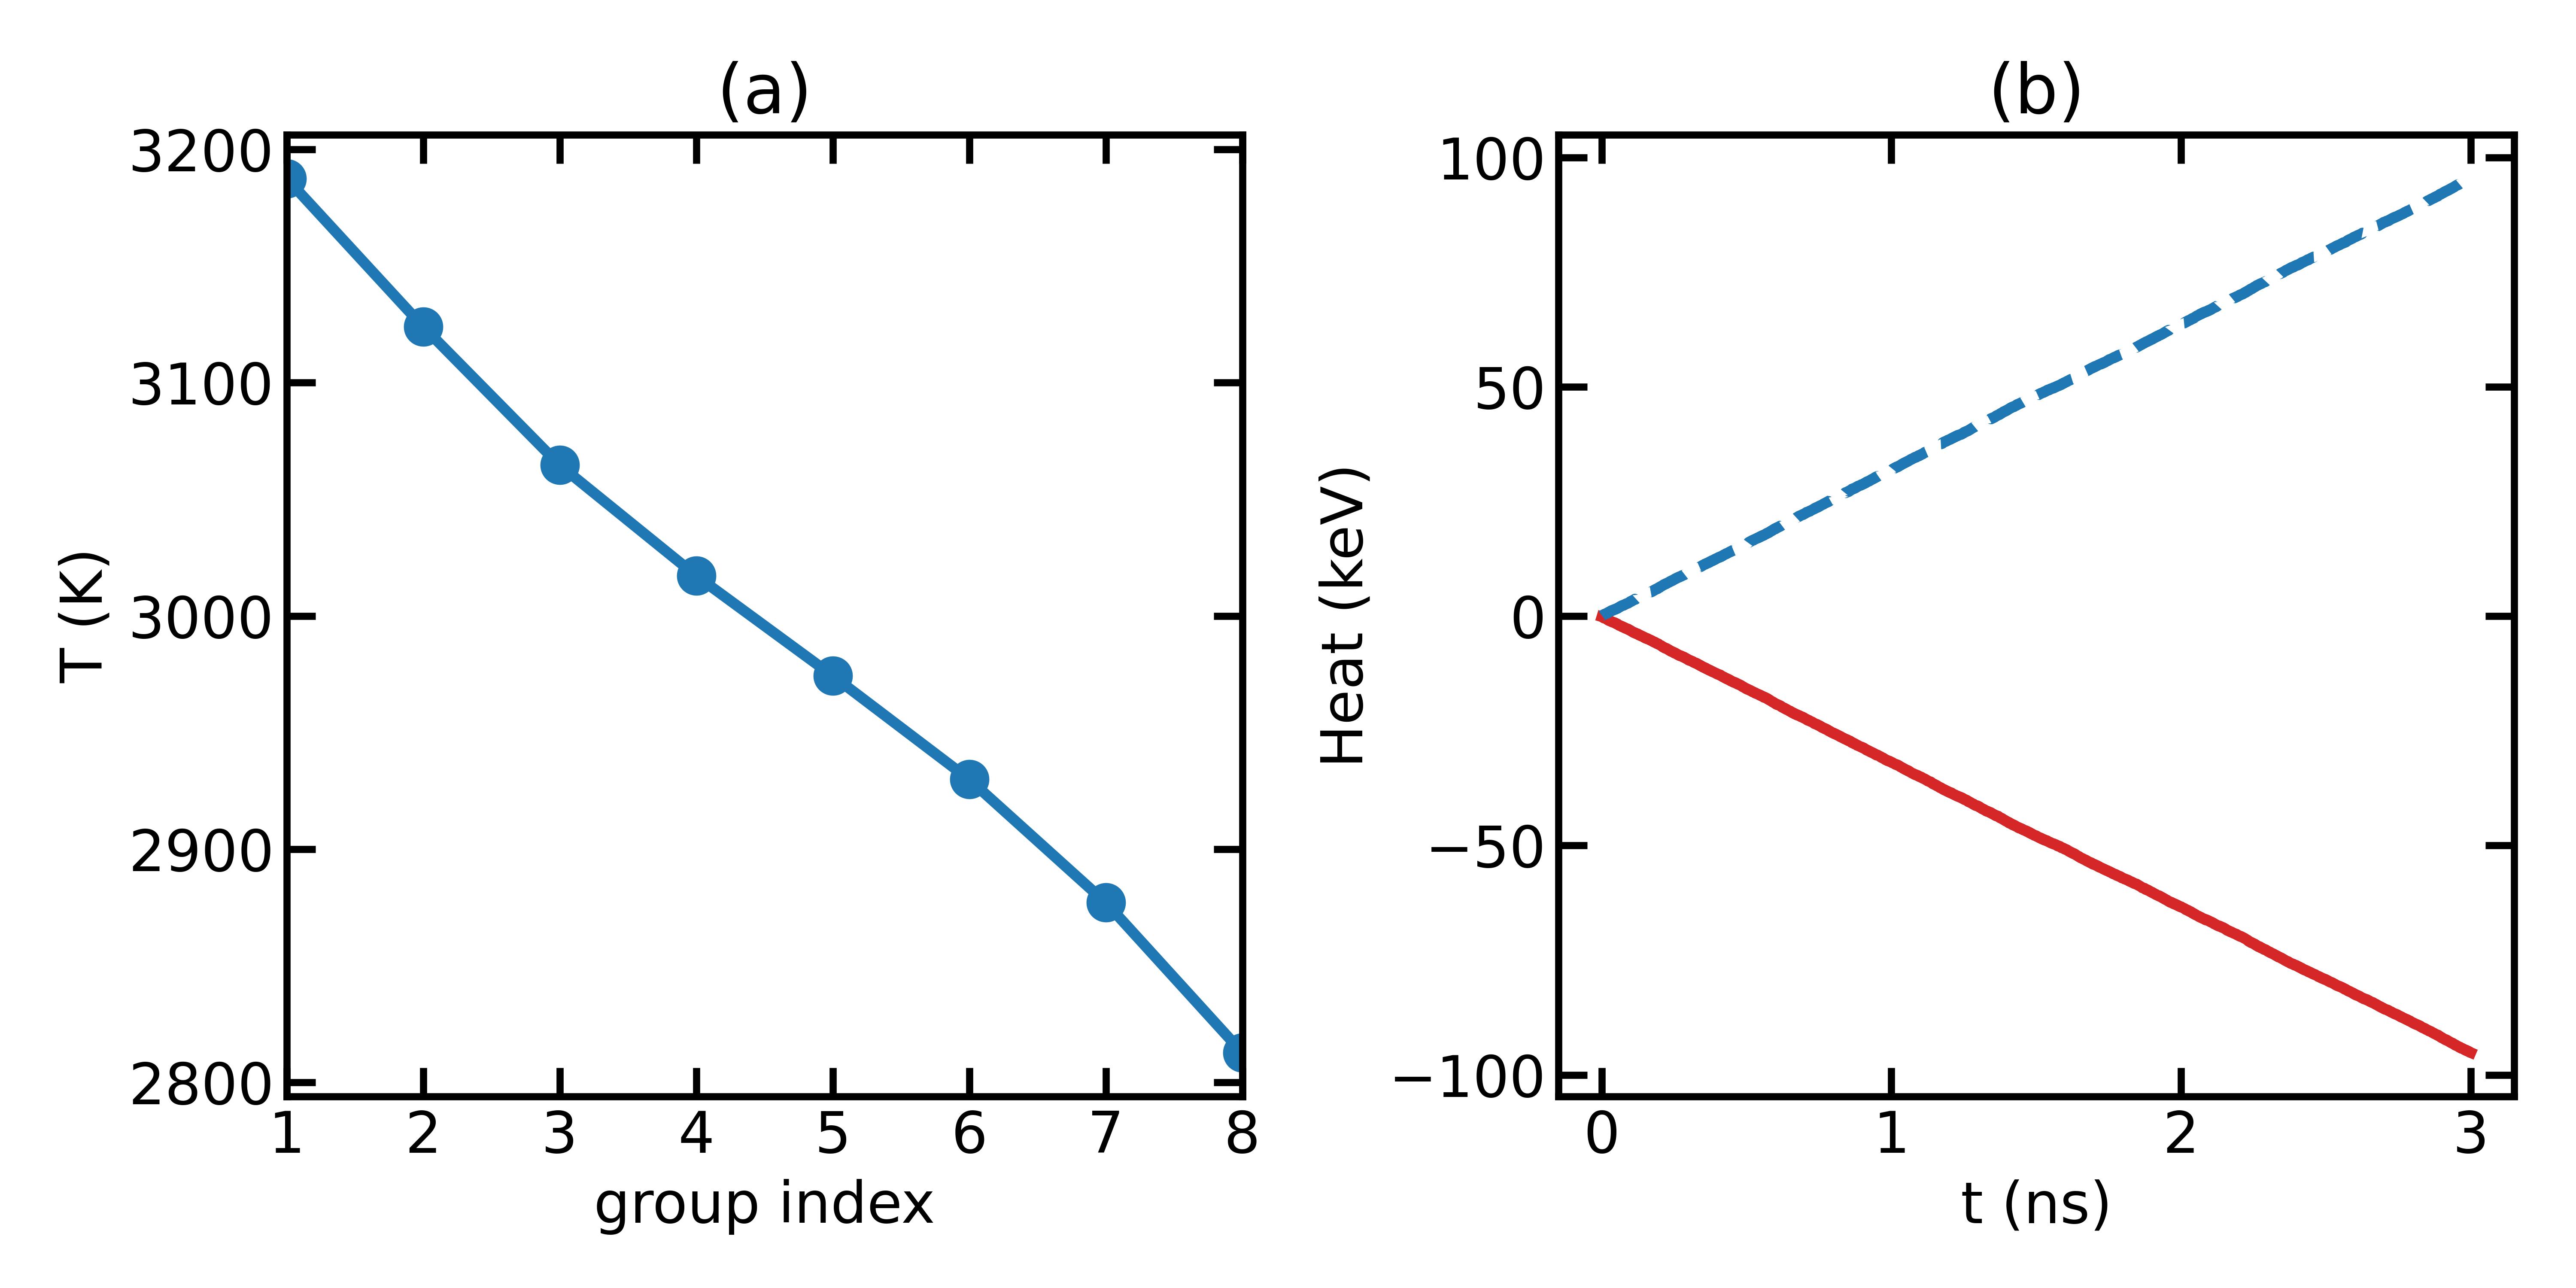 (a)
3200
3100
3000
2900
2800
T (K)
1 2 3 4 5 6 7 8
group index
(b)
100
50
0
−50
−100
Heat (keV)
0 1 2 3
t (ns)